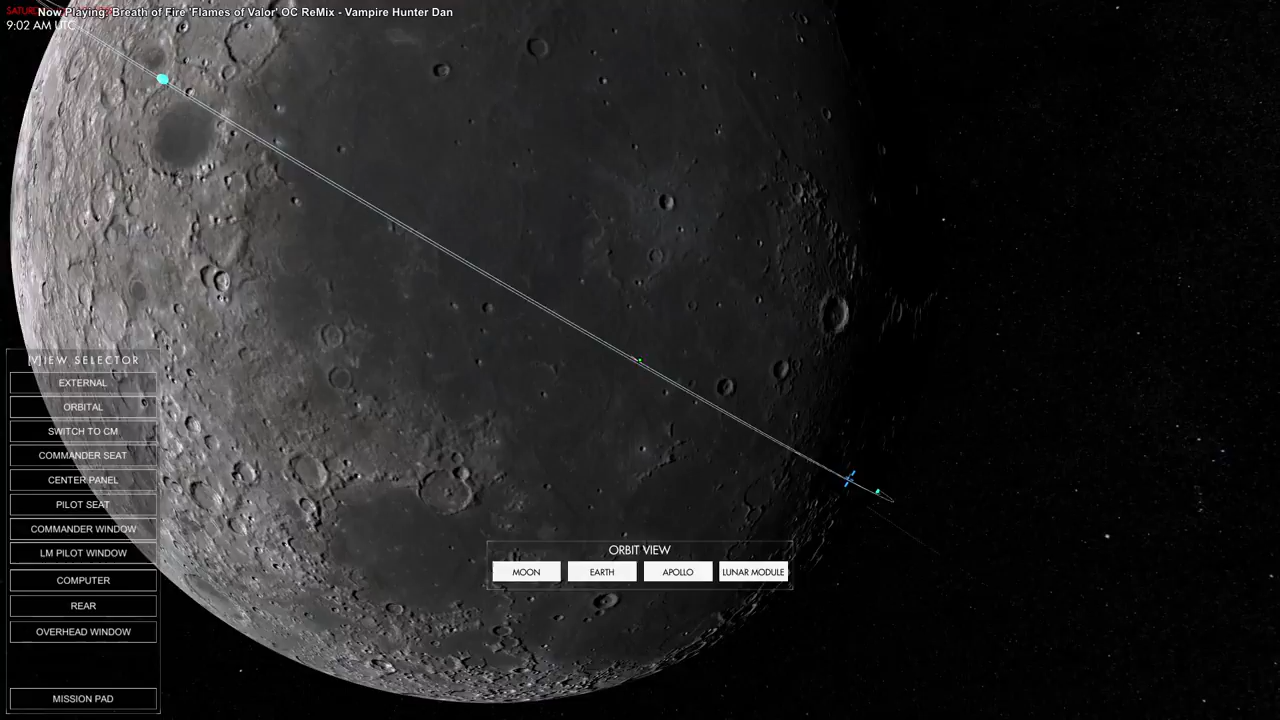 Now Playing: Breath of Fire 'Flames of Valor' OC ReMix - Vampire Hunter Dan
9:02 AM UTC
[V]IEW SELECTOR
EXTERNAL
ORBITAL
SWITCH TO CM
COMMANDER SEAT
CENTER PANEL
PILOT SEAT
COMMANDER WINDOW
LM PILOT WINDOW
COMPUTER
REAR
OVERHEAD WINDOW
MISSION PAD
ORBIT VIEW
MOON EARTH APOLLO LUNAR MODULE